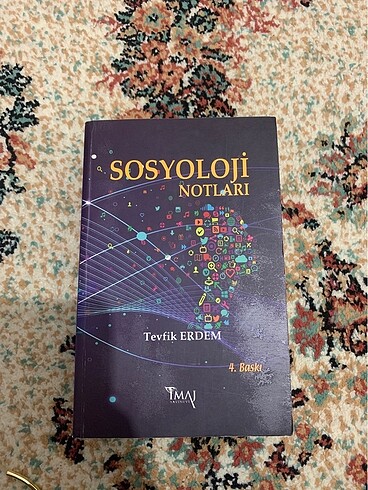 SOSYOLOJİ
NOTLARI
Tevfik ERDEM
4. Baskı
İMAJ